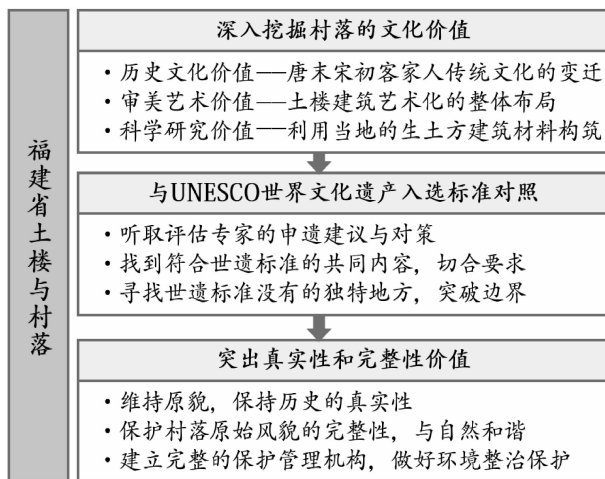 福建省土楼与村落
深入挖掘村落的文化价值
·历史文化价值——唐末宋初客家人传统文化的变迁
·审美艺术价值——土楼建筑艺术化的整体布局
·科学研究价值——利用当地的生土方建筑材料构筑
与UNESCO世界文化遗产入选标准对照
·听取评估专家的申遗建议与对策
·找到符合世遗标准的共同内容，切合要求
·寻找世遗标准没有的独特地方，突破边界
突出真实性和完整性价值
·维持原貌，保持历史的真实性
·保护村落原始风貌的完整性，与自然和谐
·建立完整的保护管理机构，做好环境整治保护